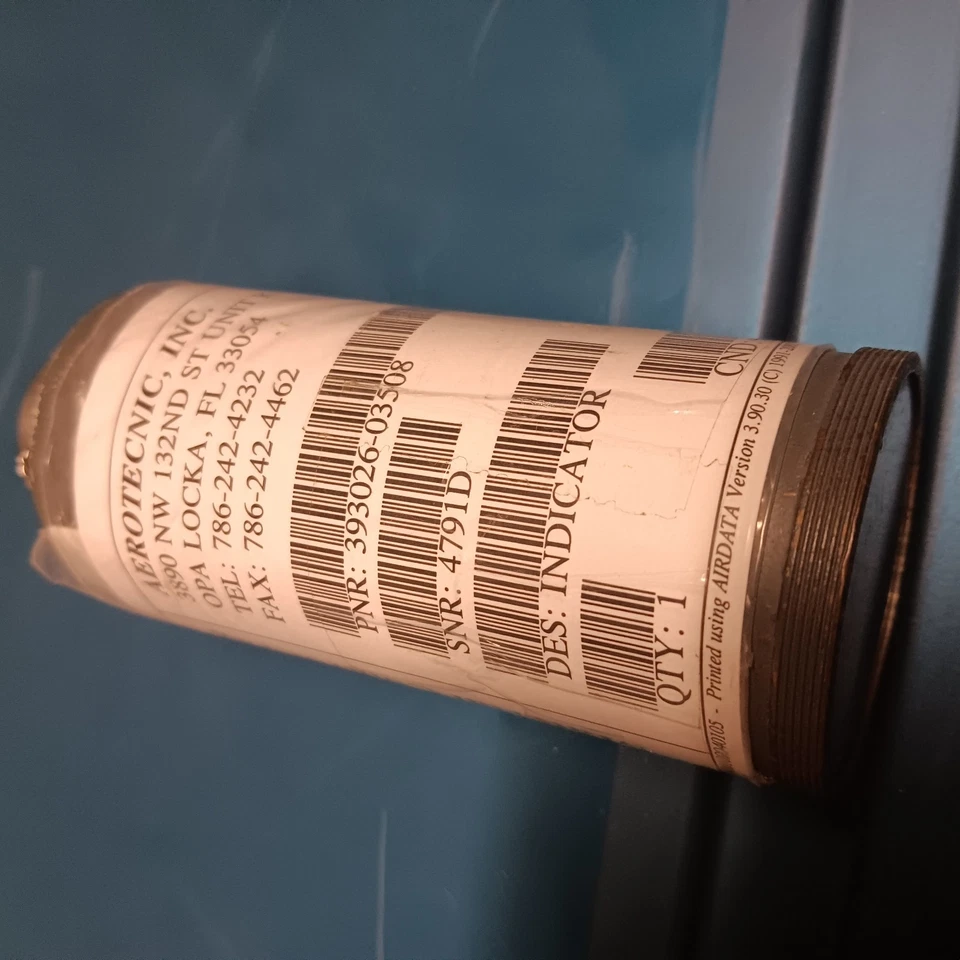 AEROTECNIC, INC.
3890 NW 132ND ST UNIT
OPA LOCKA, FL 33054
TEL: 786-242-4232
FAX: 786-242-4462
PNR: 393026-03508
SNR: 4791D
DES: INDICATOR
QTY: 1
CND
Printed using AIRDATA Version 3.90.30 (C)